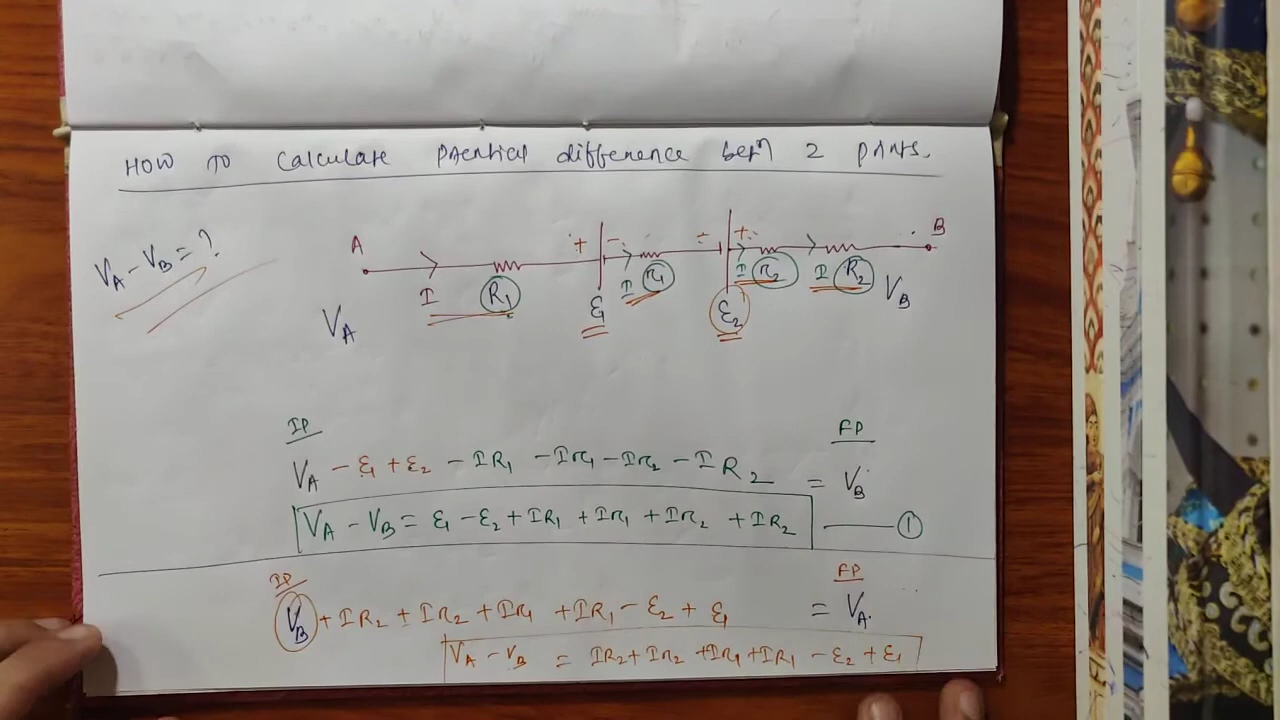 HOW TO calculate potential difference betn 2 points.
VA - VB = ?
A + - ÷ + B
I R1 I r1 I r2 I R2
VA ε1 ε2 VB
IP FP
VA - ε1 + ε2 - IR1 - Ir1 - Ir2 - IR2 = VB
VA - VB = ε1 - ε2 + IR1 + Ir1 + Ir2 + IR2 ——— ①
IP FP
VB + IR2 + Ir2 + Ir1 + IR1 - ε2 + ε1 = VA.
VA - VB = IR2 + Ir2 + Ir1 + IR1 - ε2 + ε1